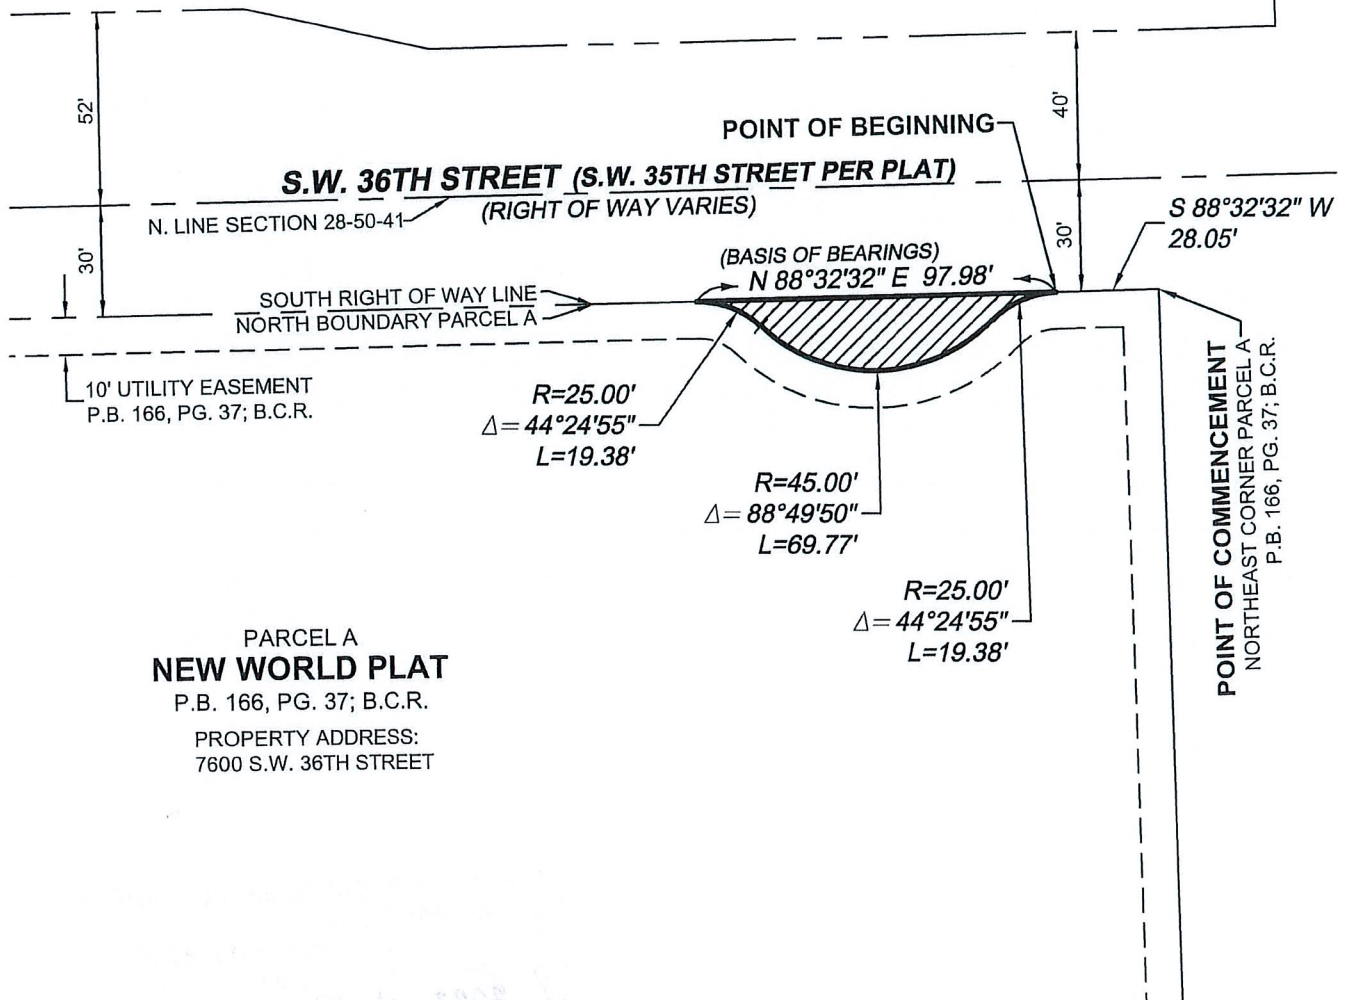 52'
40'
POINT OF BEGINNING
S.W. 36TH STREET (S.W. 35TH STREET PER PLAT)
(RIGHT OF WAY VARIES)
N. LINE SECTION 28-50-41
30'
30'
S 88°32'32" W
28.05'
(BASIS OF BEARINGS)
N 88°32'32" E 97.98'
SOUTH RIGHT OF WAY LINE
NORTH BOUNDARY PARCEL A
10' UTILITY EASEMENT
P.B. 166, PG. 37; B.C.R.
R=25.00'
Δ=44°24'55"
L=19.38'
R=45.00'
Δ=88°49'50"
L=69.77'
R=25.00'
Δ=44°24'55"
L=19.38'
POINT OF COMMENCEMENT
NORTHEAST CORNER PARCEL A
P.B. 166, PG. 37; B.C.R.
PARCEL A
NEW WORLD PLAT
P.B. 166, PG. 37; B.C.R.
PROPERTY ADDRESS:
7600 S.W. 36TH STREET